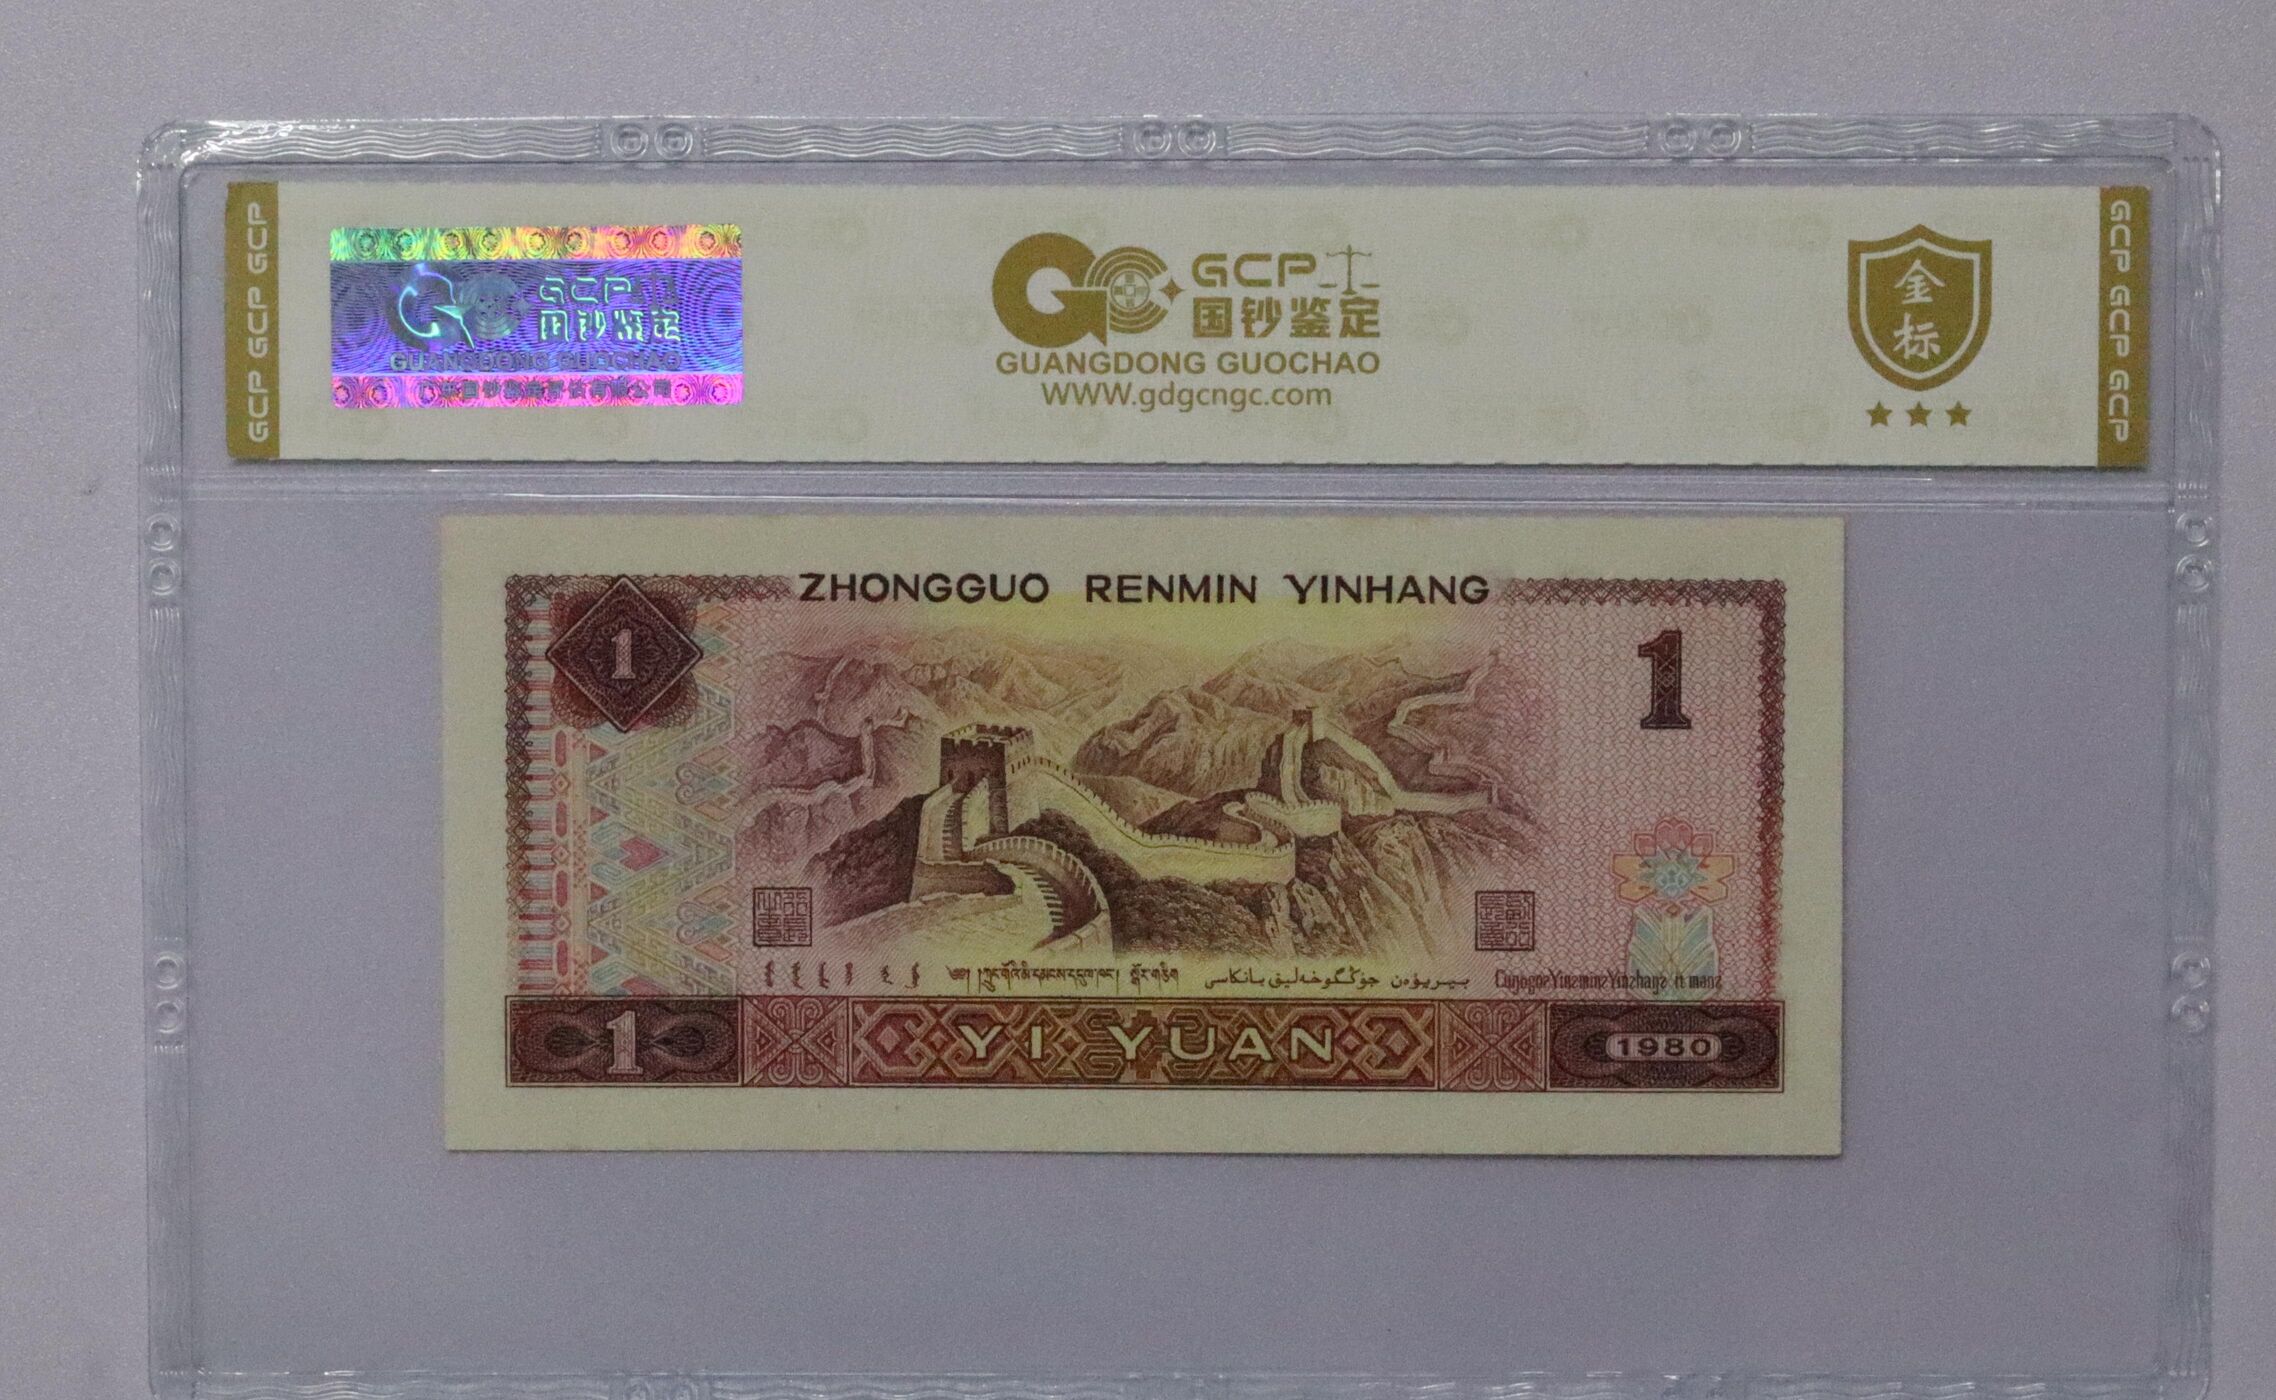 GCP GCP GCP
GCP
国钞鉴定
GUANGDONG GUOCHAO
GCP
国钞鉴定
GUANGDONG GUOCHAO
WWW.gdgcngc.com
金
标
GCP GCP GCP
ZHONGGUO RENMIN YINHANG
1
1
1
YI YUAN
1980